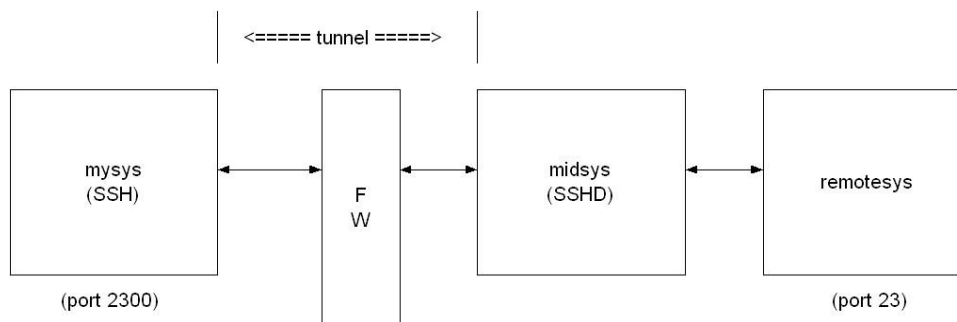 <===== tunnel =====>
mysys
(SSH)
F
W
midsys
(SSHD)
remotesys
(port 2300)
(port 23)